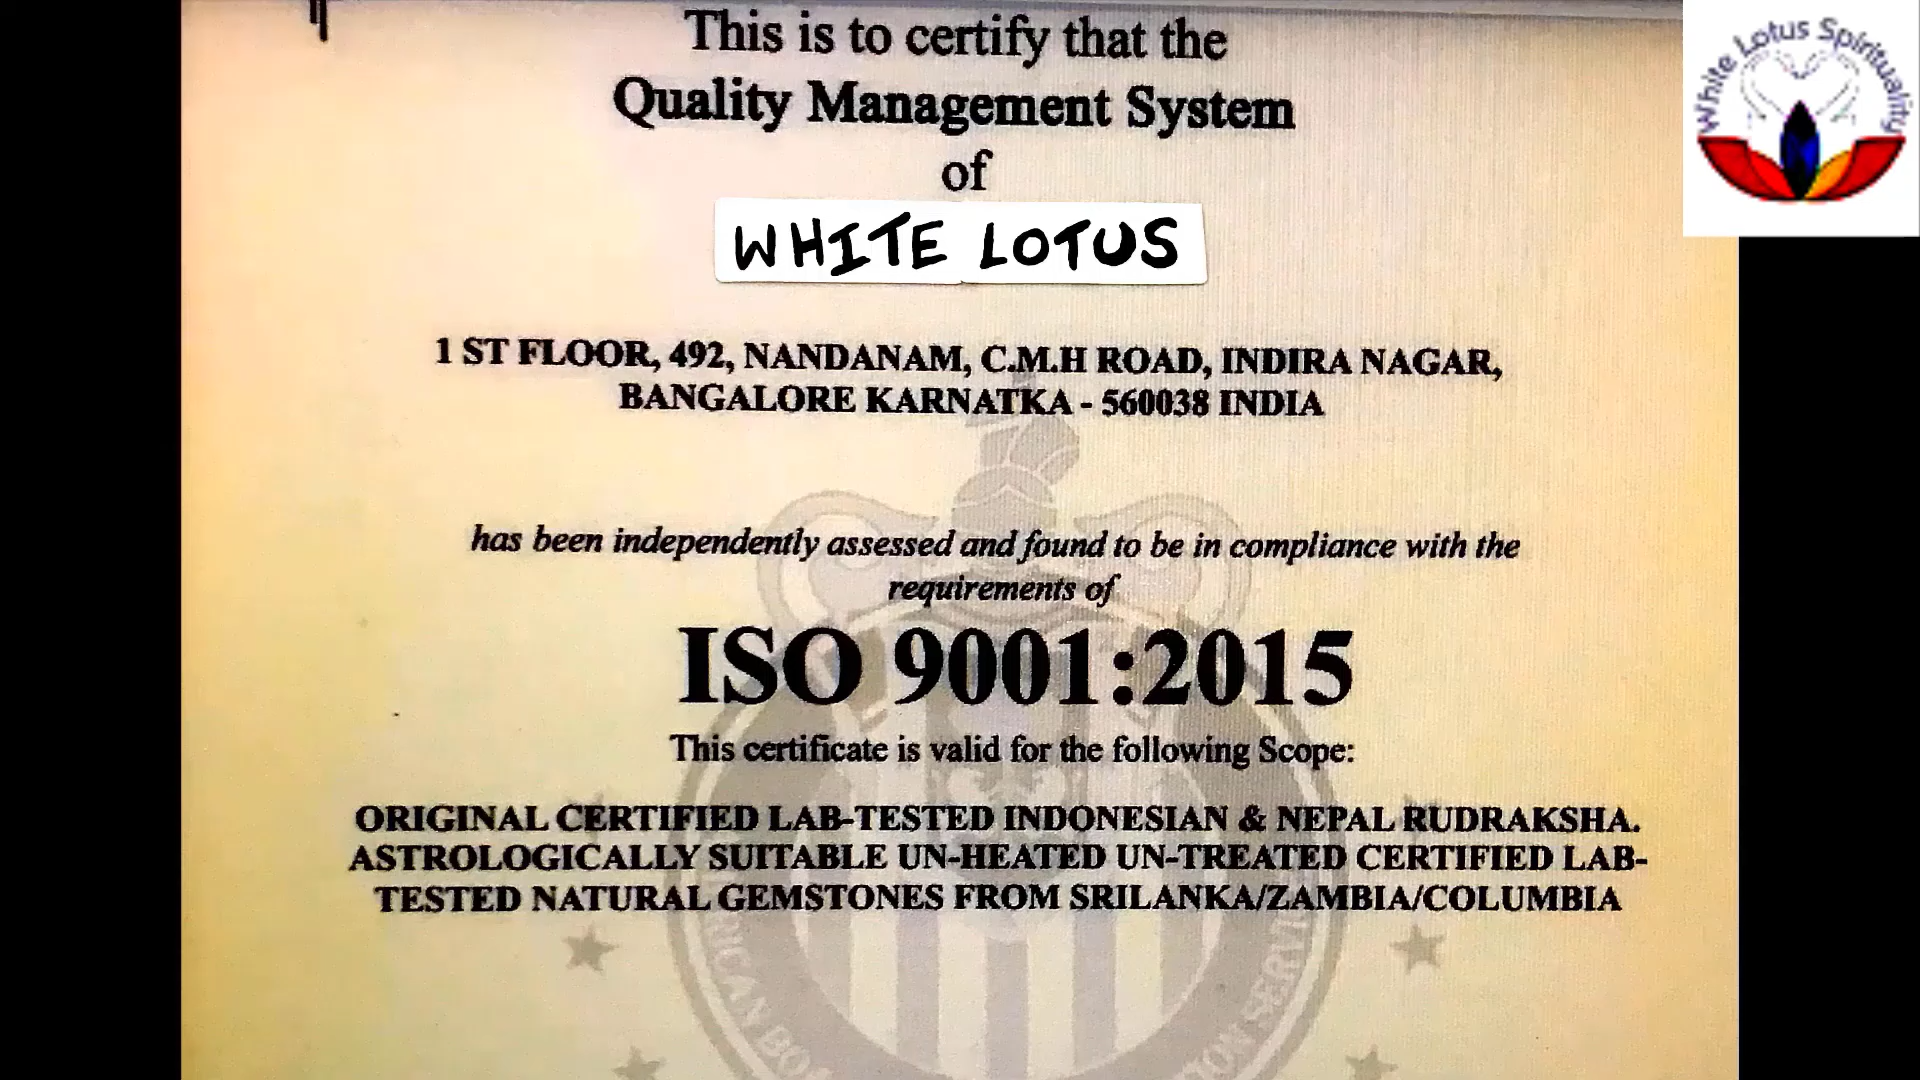 This is to certify that the
Quality Management System
of
WHITE LOTUS
1 ST FLOOR, 492, NANDANAM, C.M.H ROAD, INDIRA NAGAR,
BANGALORE KARNATKA - 560038 INDIA
has been independently assessed and found to be in compliance with the
requirements of
ISO 9001:2015
This certificate is valid for the following Scope:
ORIGINAL CERTIFIED LAB-TESTED INDONESIAN & NEPAL RUDRAKSHA.
ASTROLOGICALLY SUITABLE UN-HEATED UN-TREATED CERTIFIED LAB-
TESTED NATURAL GEMSTONES FROM SRILANKA/ZAMBIA/COLUMBIA
White Lotus Spirituality